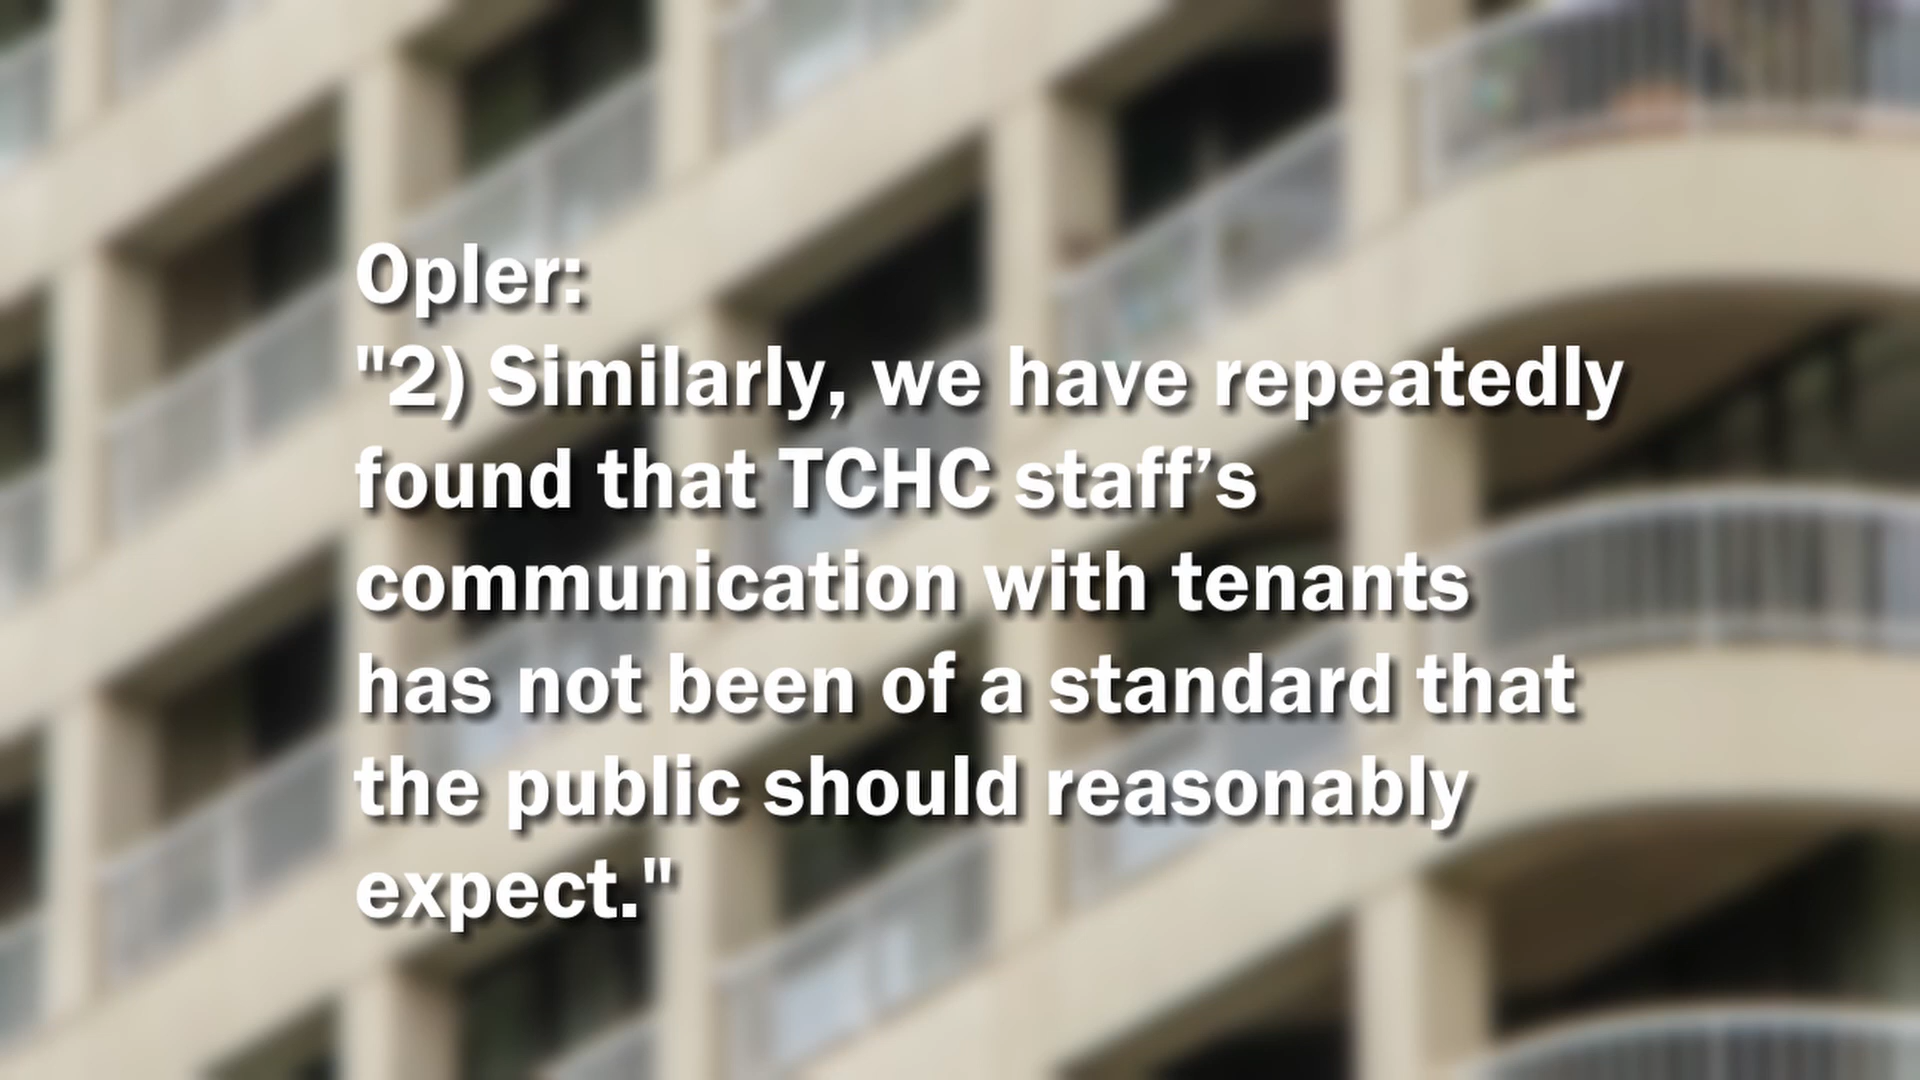 Opler:
"2) Similarly, we have repeatedly
found that TCHC staff’s
communication with tenants
has not been of a standard that
the public should reasonably
expect."